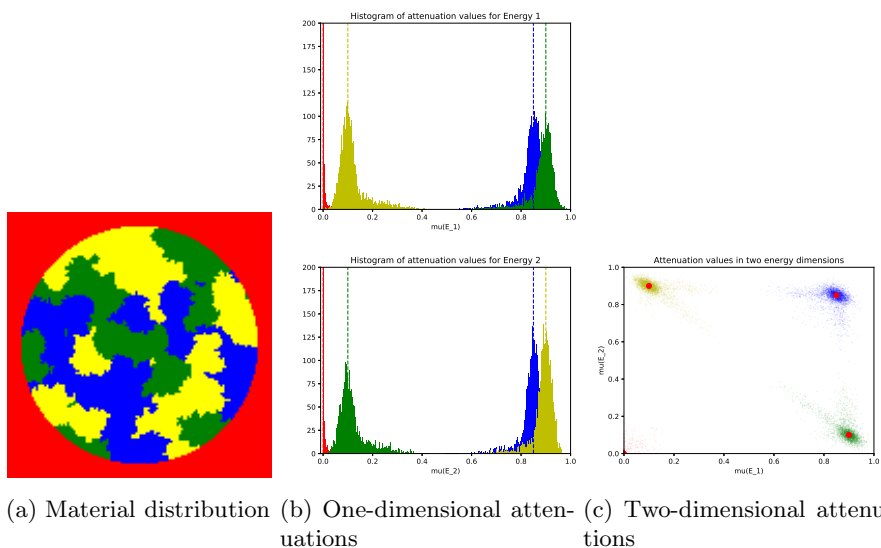 Histogram of attenuation values for Energy 1
200
175
150
125
100
75
50
25
0
0.0 0.2 0.4 0.6 0.8 1.0
mu(E_1)
Histogram of attenuation values for Energy 2
200
175
150
125
100
75
50
25
0
0.0 0.2 0.4 0.6 0.8 1.0
mu(E_2)
Attenuation values in two energy dimensions
1.0
0.8
0.6
0.4
0.2
0.0
mu(E_2)
0.0 0.2 0.4 0.6 0.8 1.0
mu(E_1)
(a) Material distribution
(b) One-dimensional atten-
uations
(c) Two-dimensional attenu
tions